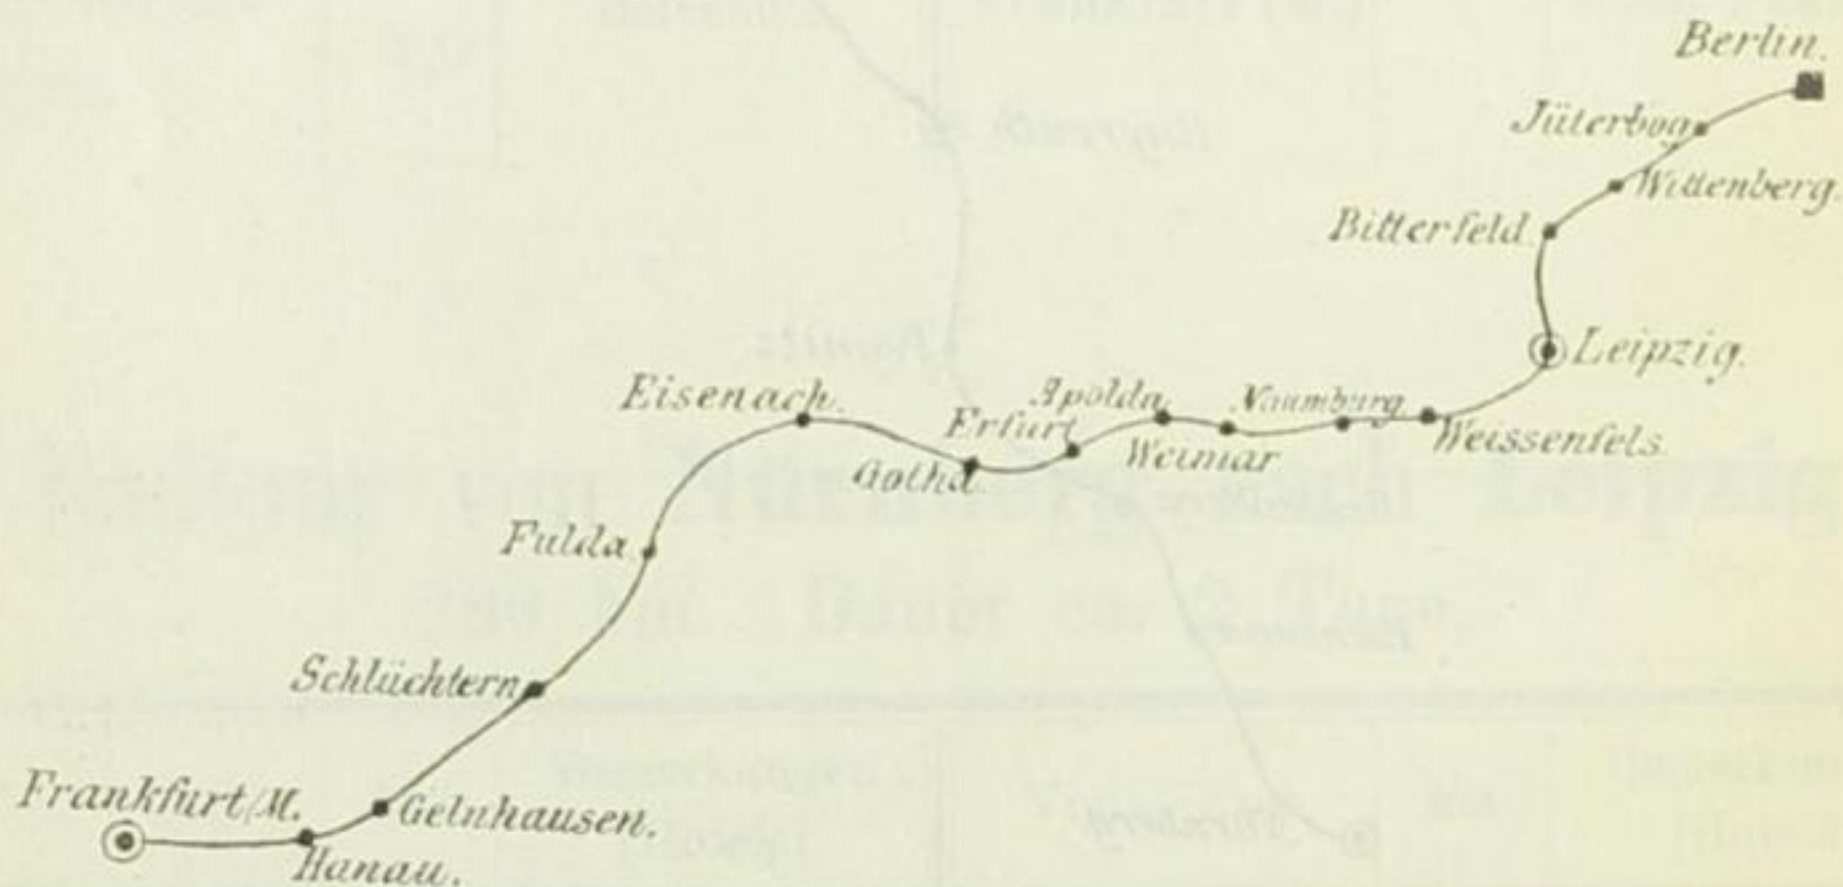 Berlin.
Jüterbog
Wittenberg.
Bitterfeld.
Leipzig.
Eisenach.
Apolda
Naumburg
Erfurt
Weissenfels.
Weimar
Gotha
Fulda
Schlüchtern
Frankfurt/M.
Gelnhausen.
Hanau.